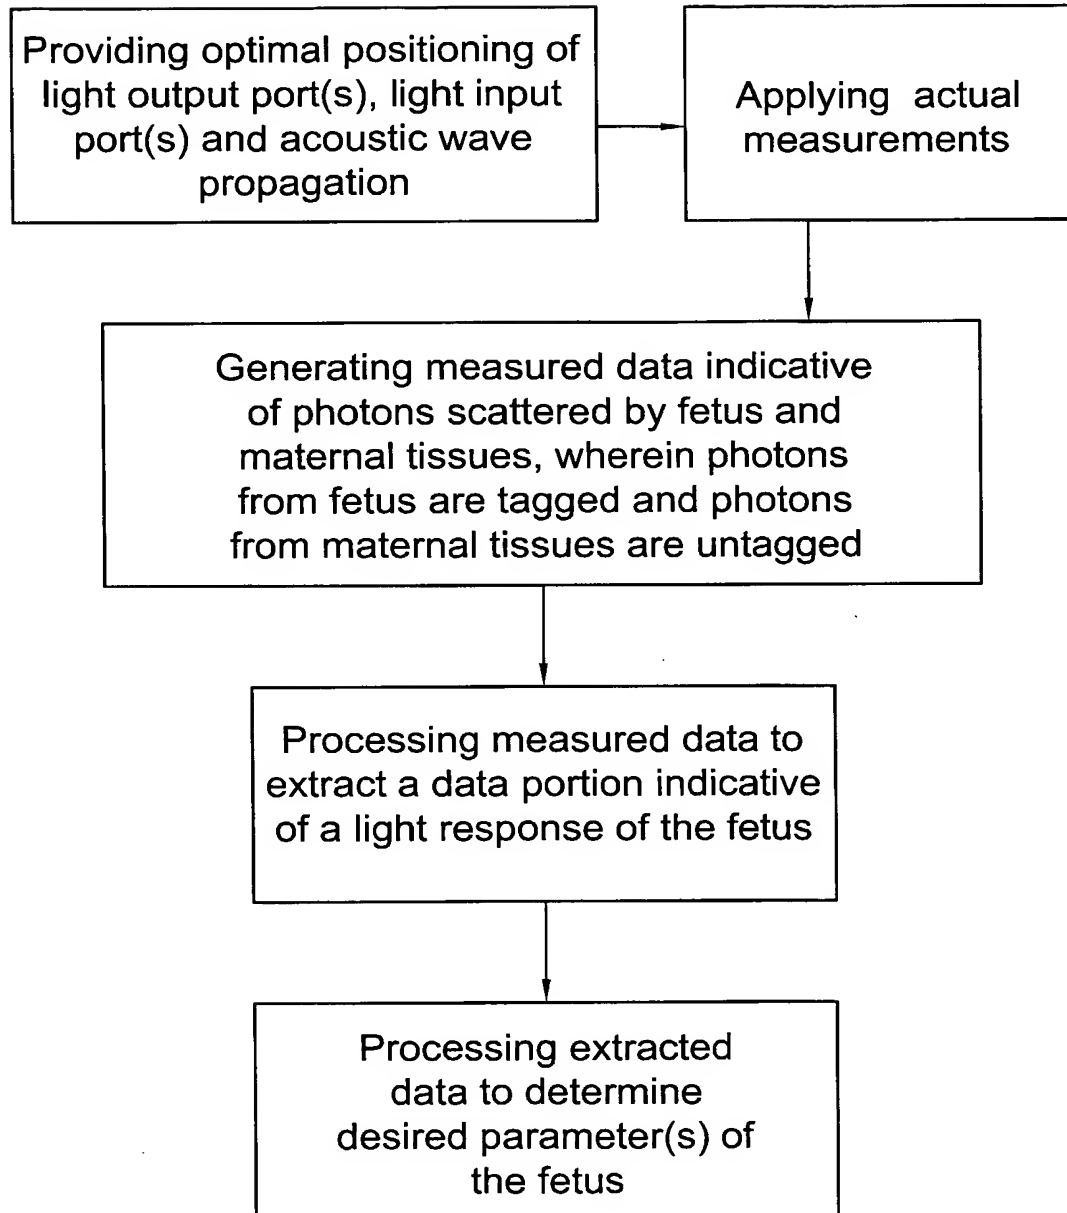 Providing optimal positioning of
light output port(s), light input
port(s) and acoustic wave
propagation
Applying actual
measurements
Generating measured data indicative
of photons scattered by fetus and
maternal tissues, wherein photons
from fetus are tagged and photons
from maternal tissues are untagged
Processing measured data to
extract a data portion indicative
of a light response of the fetus
Processing extracted
data to determine
desired parameter(s) of
the fetus